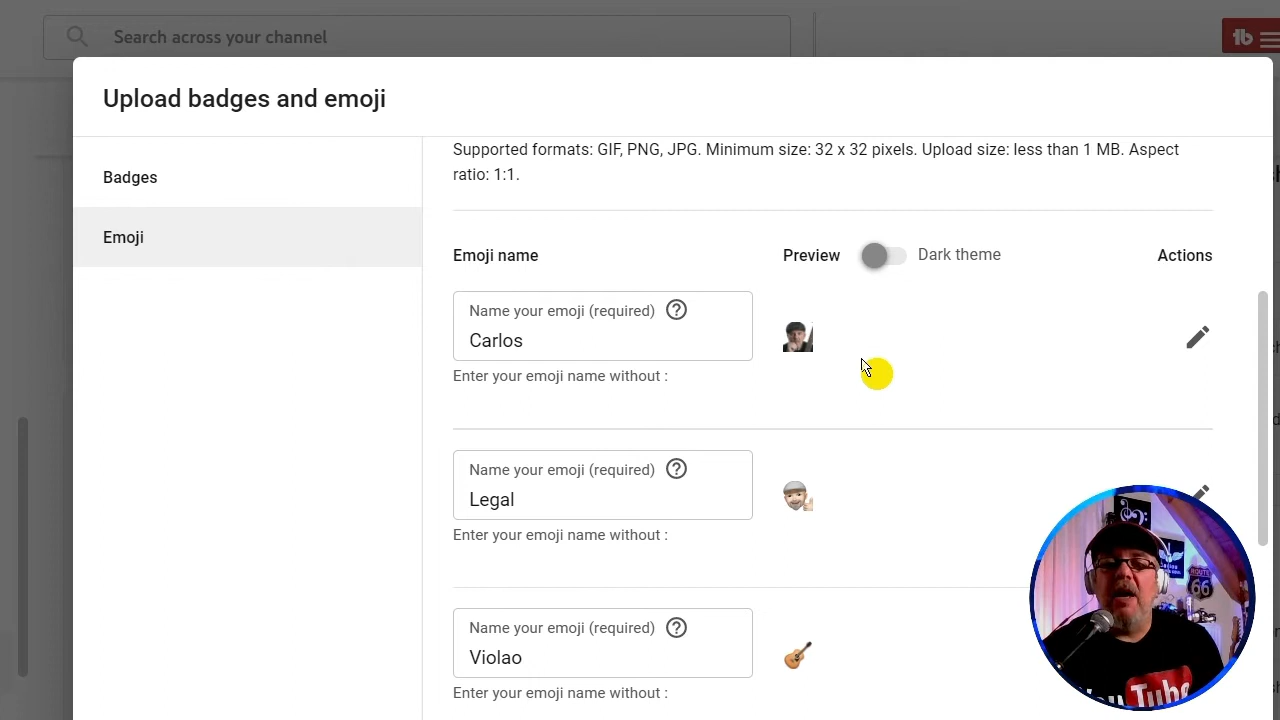 Search across your channel
Upload badges and emoji
Badges
Emoji
Supported formats: GIF, PNG, JPG. Minimum size: 32 x 32 pixels. Upload size: less than 1 MB. Aspect
ratio: 1:1.
Emoji name
Preview
Dark theme
Actions
Name your emoji (required)
Carlos
Enter your emoji name without :
Name your emoji (required)
Legal
Enter your emoji name without :
Name your emoji (required)
Violao
Enter your emoji name without :
ROUTE
66
YouTube